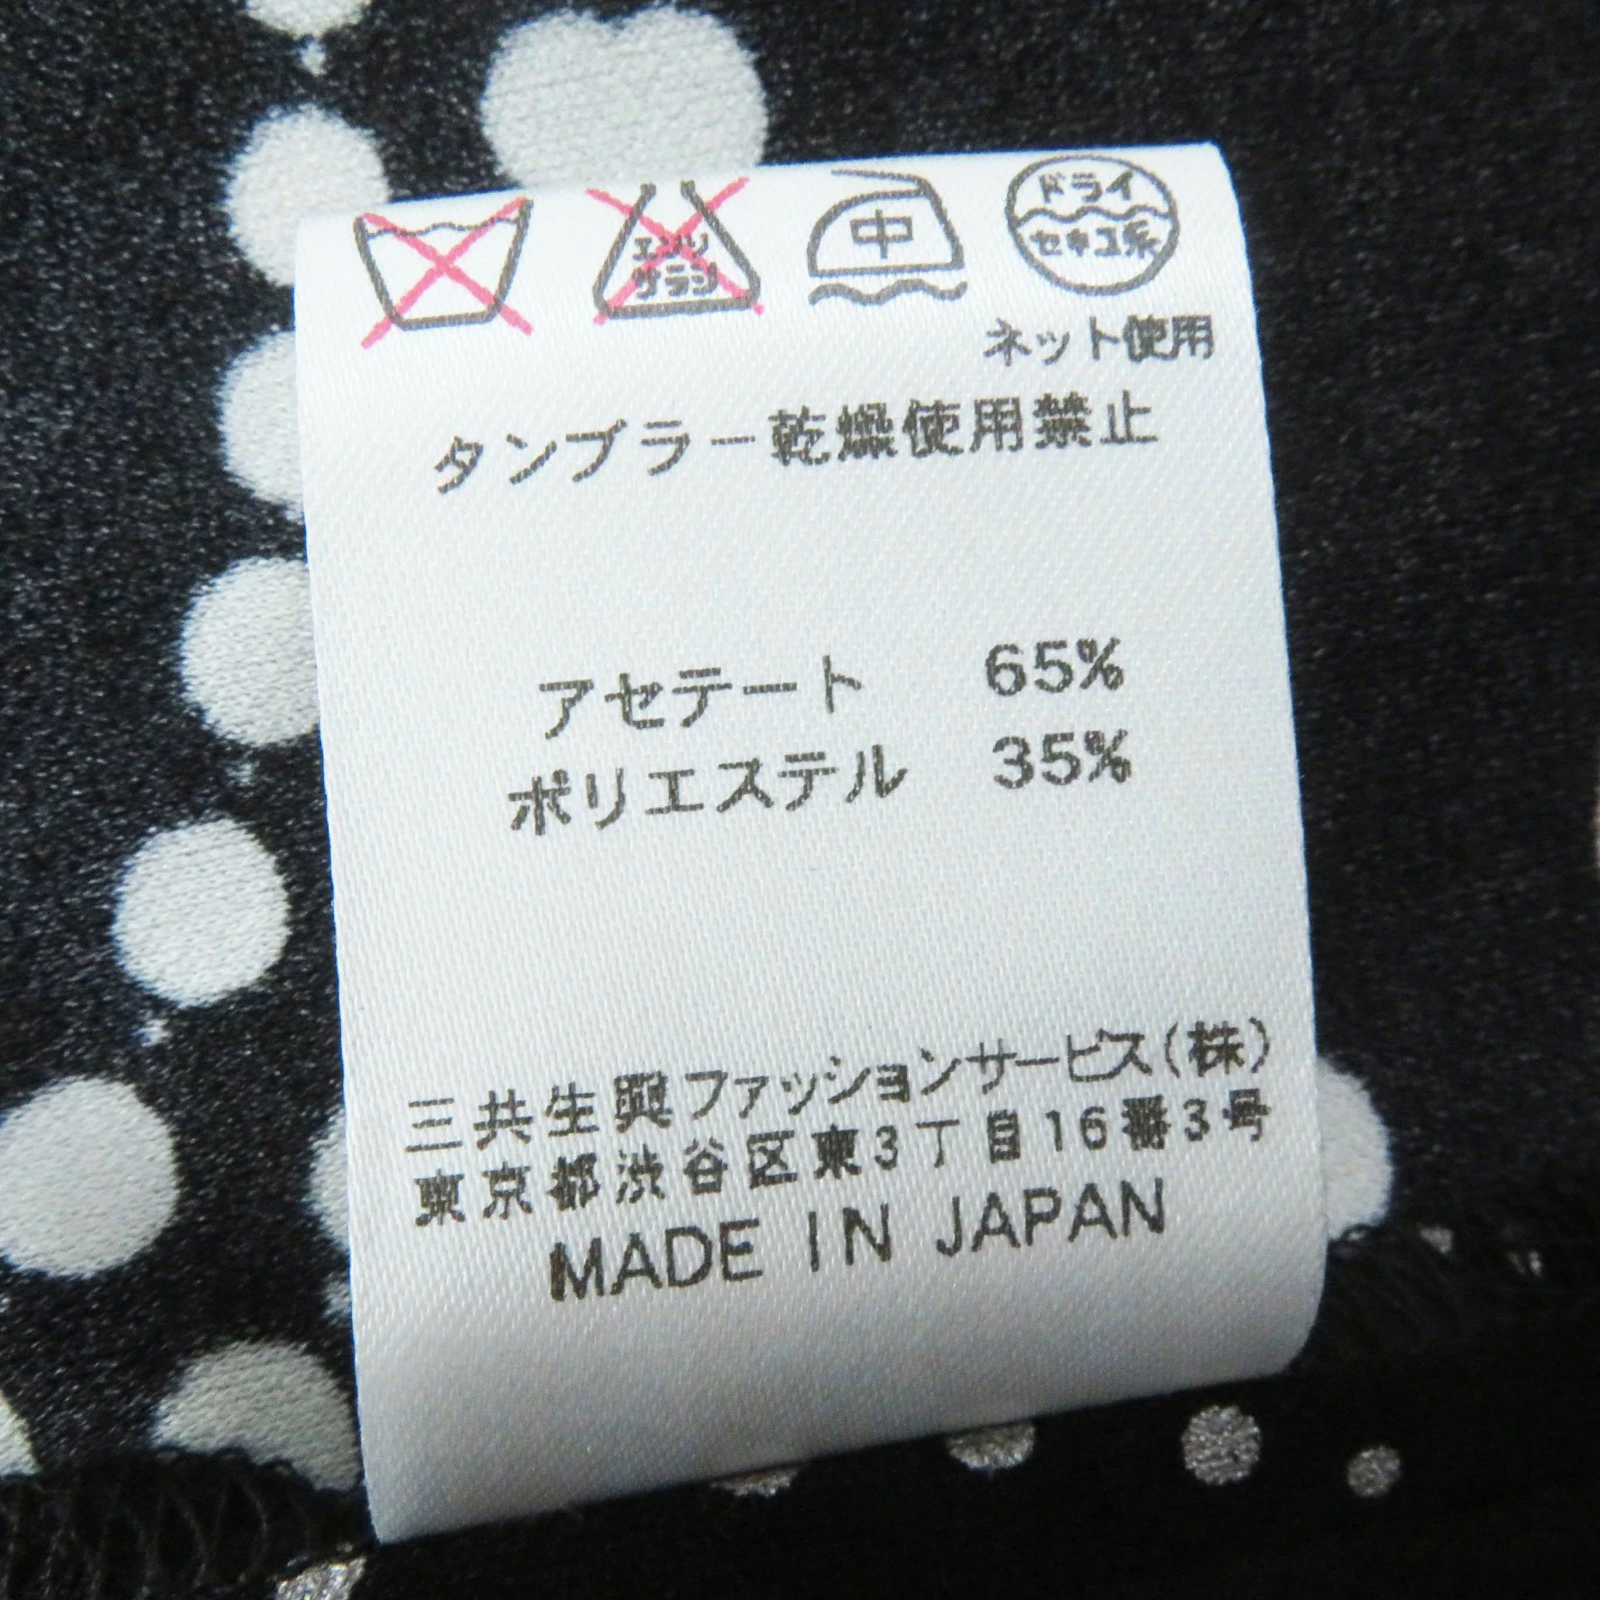 エンソ
サラシ
中
ドライ
セキユ系
ネット使用
タンブラー乾燥使用禁止
アセテート 65%
ポリエステル 35%
三共生興ファッションサービス(株)
東京都渋谷区東3丁目16番3号
MADE IN JAPAN